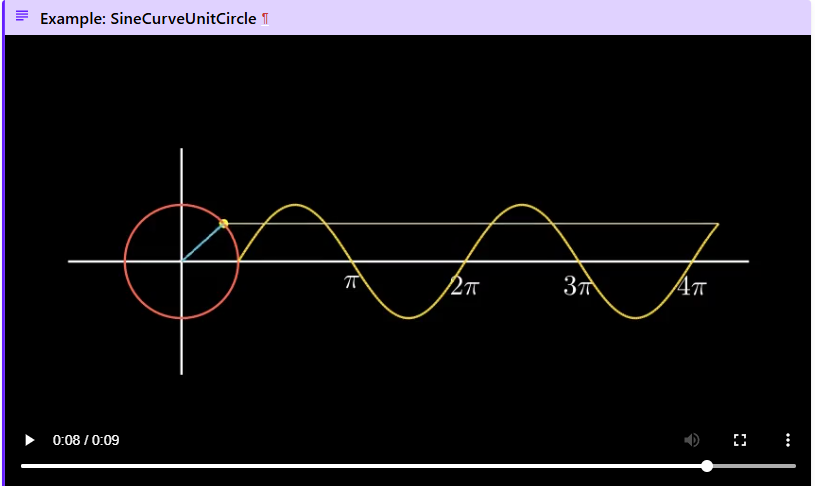 Example: SineCurveUnitCircle ¶
π 2π 3π 4π
0:08 / 0:09